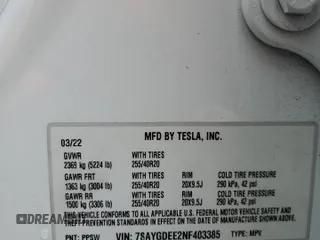 03/22 MFD BY TESLA, INC.
GVWR WITH TIRES
2369 kg (5224 lb) 255/40R20
GAWR FRT WITH TIRES RIM COLD TIRE PRESSURE
1363 kg (3004 lb) 255/40R20 20X9.5J 290 kPa, 42 psi
GAWR RR WITH TIRES RIM COLD TIRE PRESSURE
1500 kg (3306 lb) 255/40R20 20X9.5J 290 kPa, 42 psi
THIS VEHICLE CONFORMS TO ALL APPLICABLE U.S. FEDERAL MOTOR VEHICLE SAFETY
AND THEFT PREVENTION STANDARDS IN EFFECT ON THE DATE OF MANUFACTURE
PNT: PPSW VIN: 7SAYGDEE2NF403385 TYPE: MPV